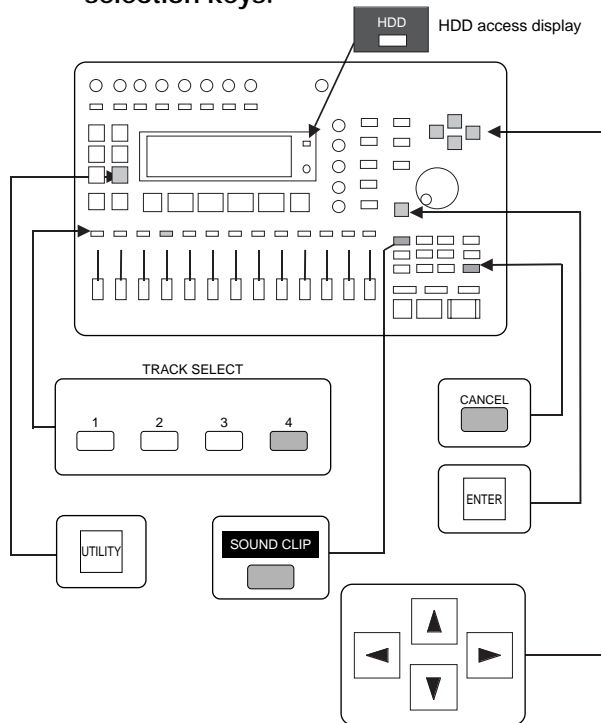 selection keys.
HDD
HDD access display
TRACK SELECT
1 2 3 4
CANCEL
ENTER
UTILITY
SOUND CLIP